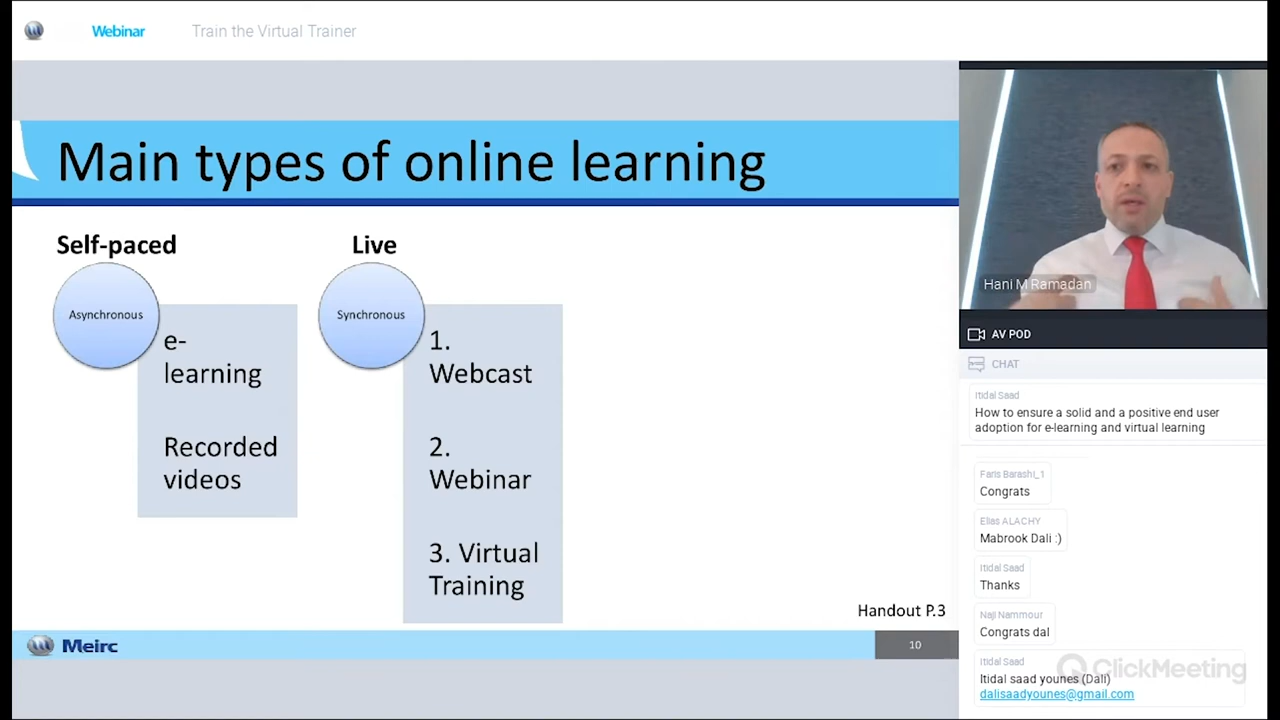 Webinar
Train the Virtual Trainer
Main types of online learning
Self-paced
Asynchronous
e-
learning
Recorded
videos
Live
Synchronous
1.
Webcast
2.
Webinar
3. Virtual
Training
Handout P.3
Meirc
10
Hani M Ramadan
AV POD
CHAT
Itidal Saad
How to ensure a solid and a positive end user
adoption for e-learning and virtual learning
Faris Barashi_1
Congrats
Elias ALACHY
Mabrook Dali :)
Itidal Saad
Thanks
Naji Nammour
Congrats dal
Itidal Saad
Itidal saad younes (Dali)
dalisaadyounes@gmail.com
ClickMeeting